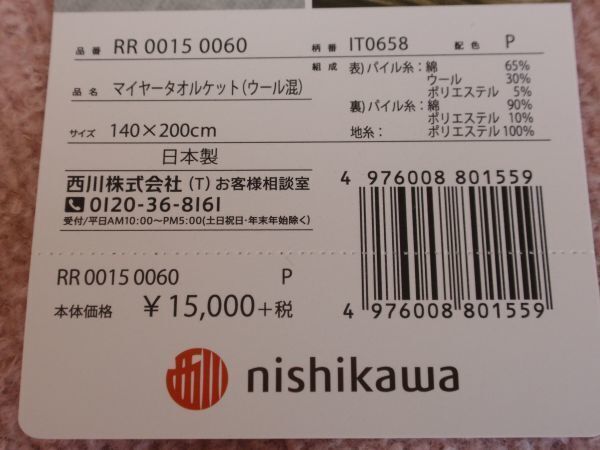 品番 RR 0015 0060 柄番 IT0658 配色 P
品名 マイヤータオルケット(ウール混)
サイズ 140×200cm
組成 表)パイル糸:綿 65%
ウール 30%
ポリエステル 5%
裏)パイル糸:綿 90%
ポリエステル 10%
地糸: ポリエステル 100%
日本製
西川株式会社 (T) お客様相談室
0120-36-8161
受付/平日AM10:00~PM5:00(土日祝日・年末年始除く)
4 976008 801559
RR 0015 0060 P
本体価格 ¥15,000+税
4 976008 801559
西川 nishikawa